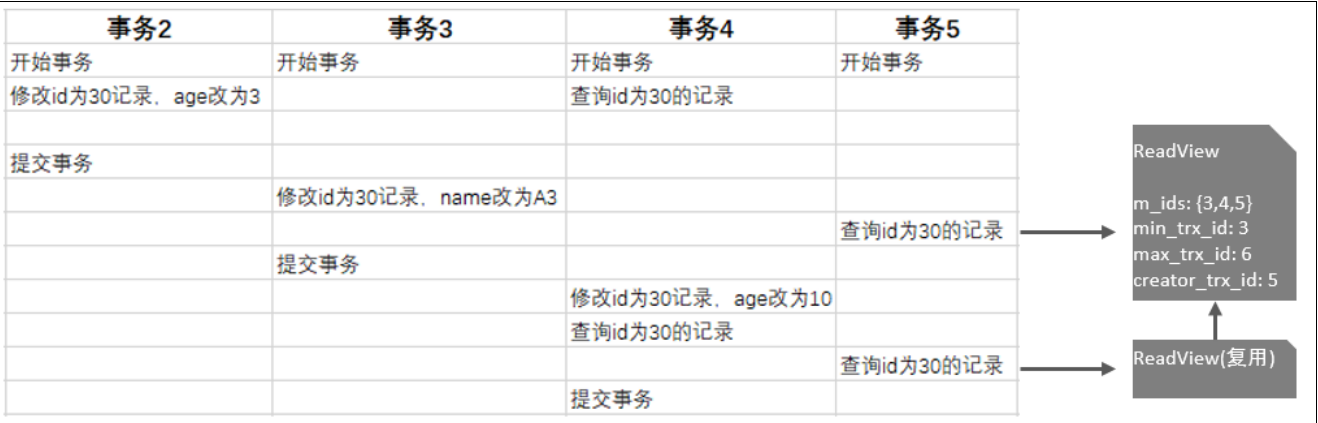 事务2 事务3 事务4 事务5
开始事务 开始事务 开始事务 开始事务
修改id为30记录，age改为3 查询id为30的记录
提交事务
修改id为30记录，name改为A3
查询id为30的记录
提交事务
修改id为30记录，age改为10
查询id为30的记录
查询id为30的记录
提交事务
ReadView
m_ids: {3,4,5}
min_trx_id: 3
max_trx_id: 6
creator_trx_id: 5
ReadView(复用)